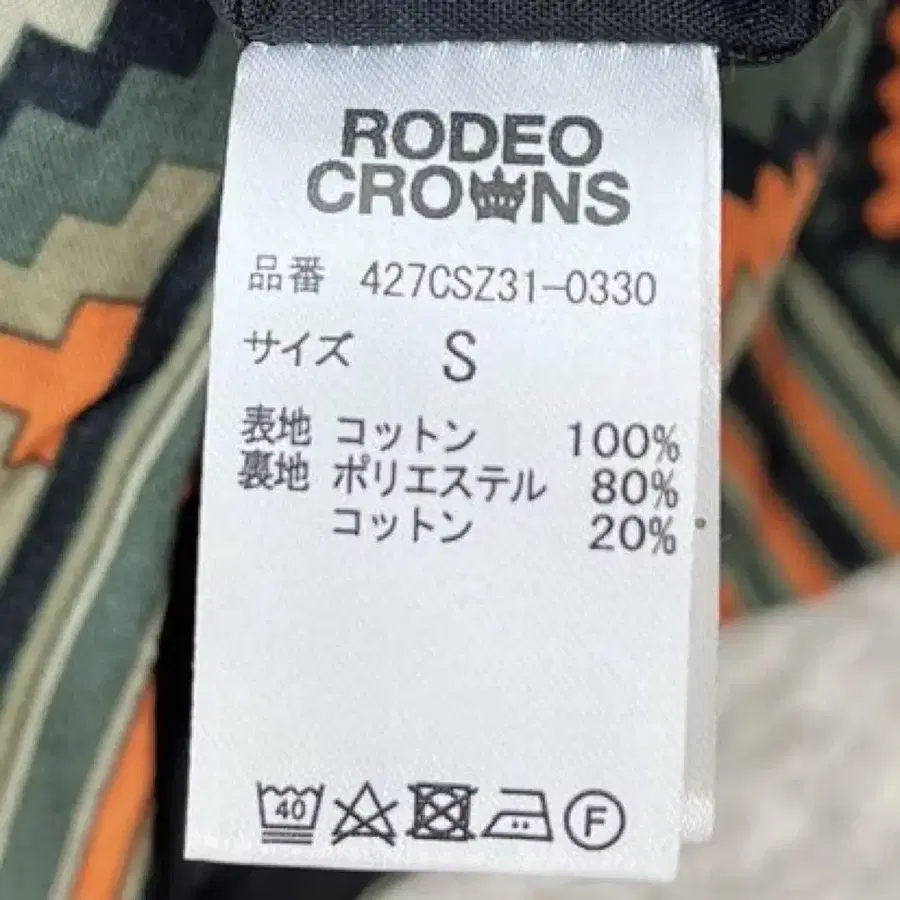 RODEO
CROWNS
品番 427CSZ31-0330
サイズ S
表地 コットン 100%
裏地 ポリエステル 80%
コットン 20%
40 F